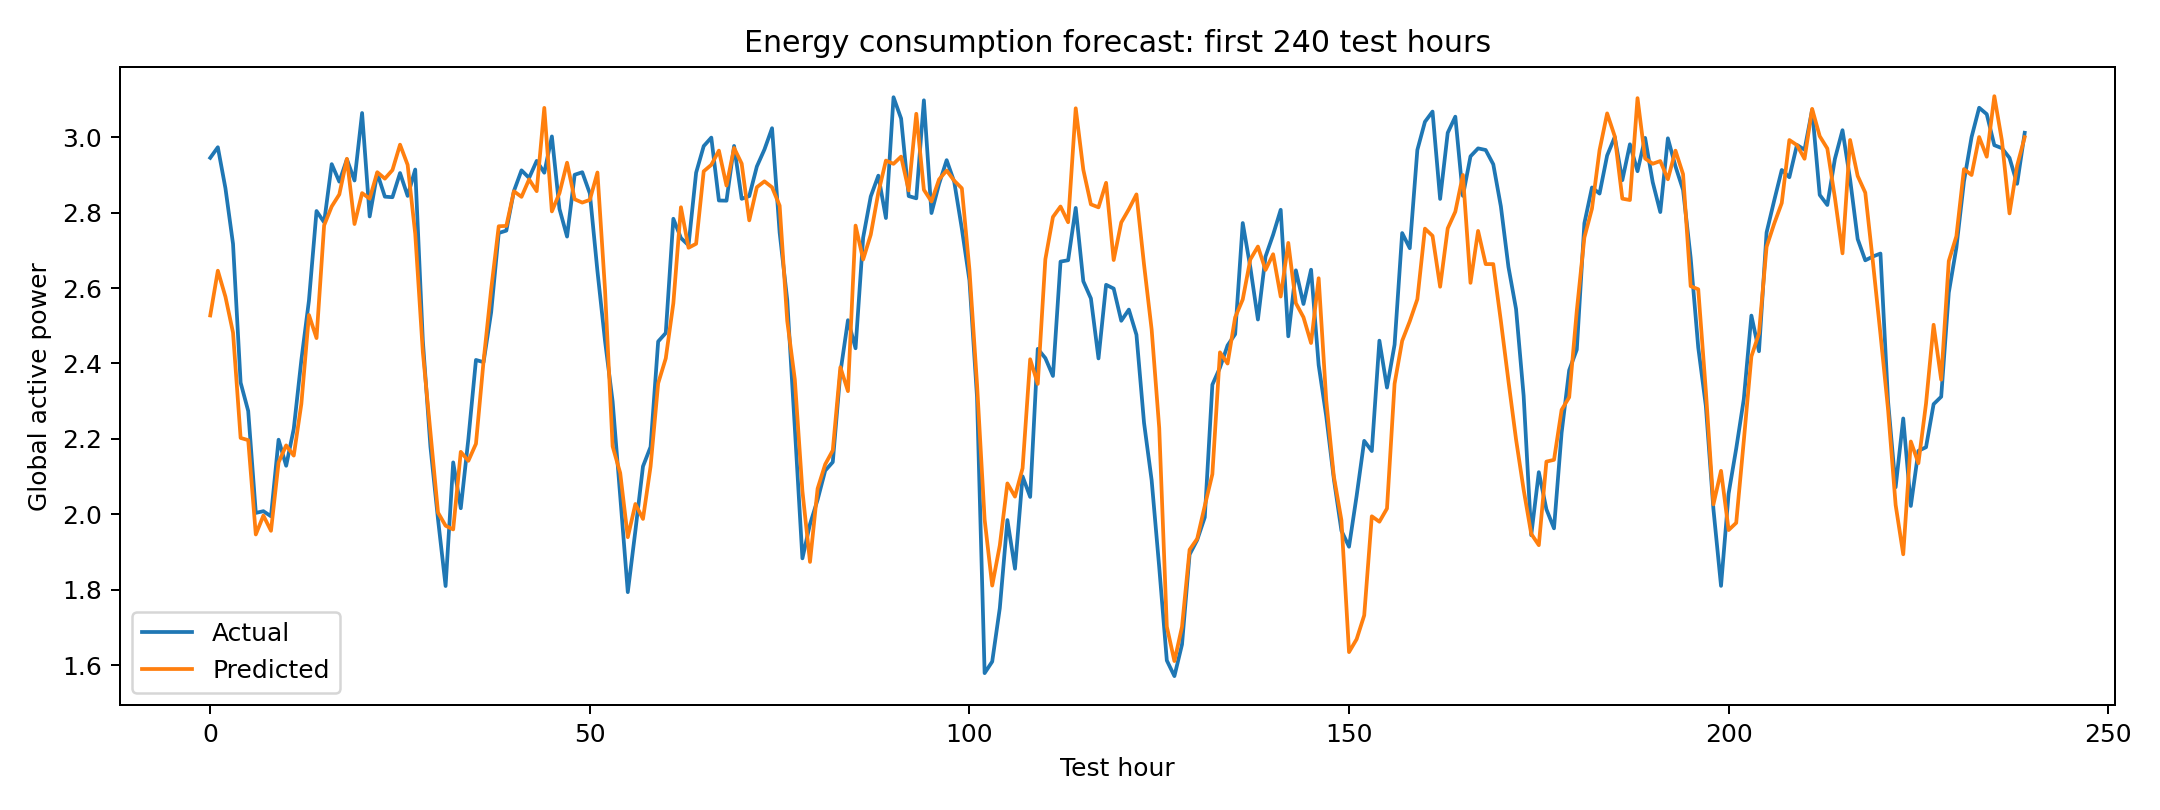 Energy consumption forecast: first 240 test hours
Global active power
3.0
2.8
2.6
2.4
2.2
2.0
1.8
1.6
Actual
Predicted
0 50 100 150 200 250
Test hour